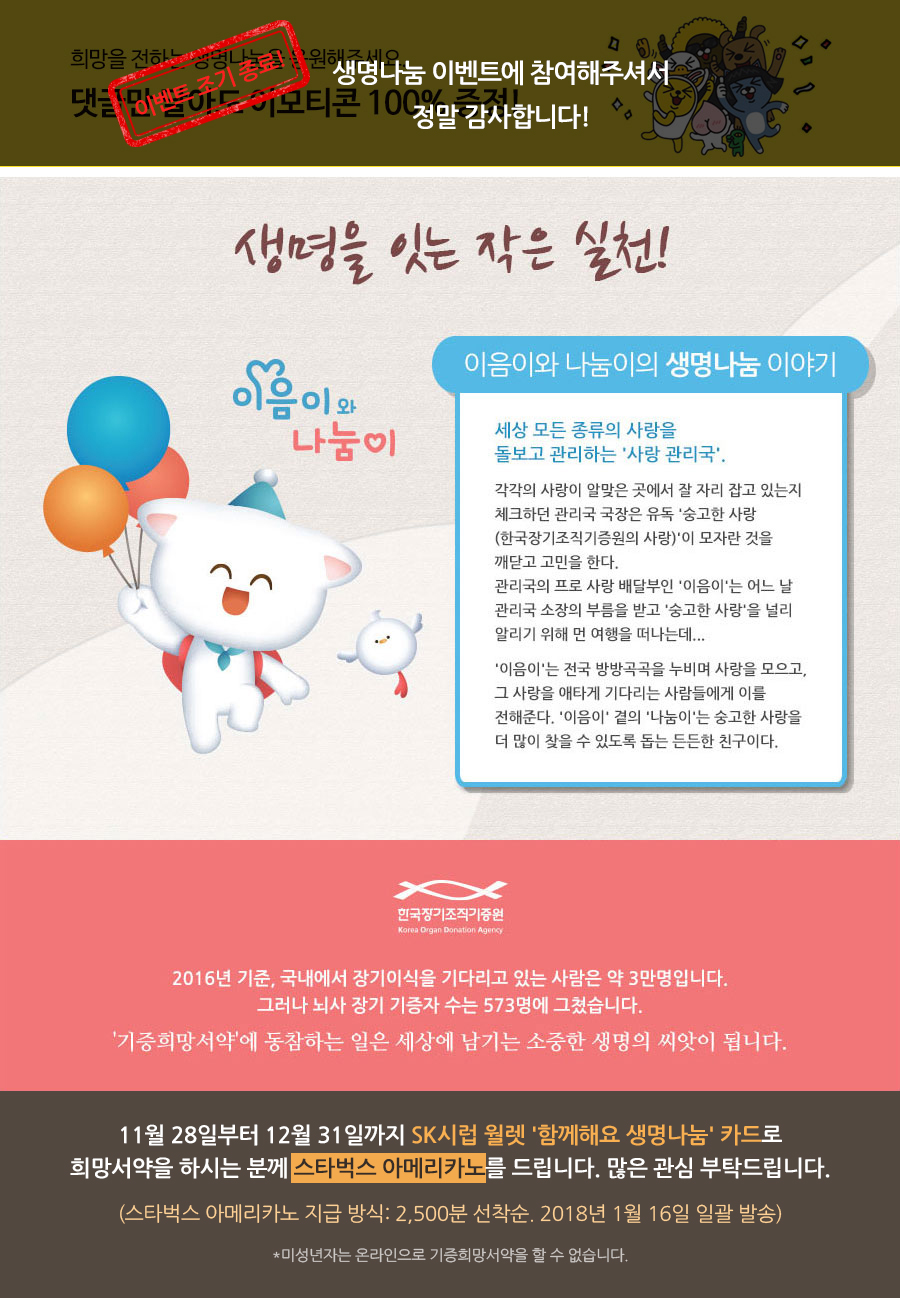 희망을 전하는 생명나눔을 응원해주세요
댓글만 달아도 이모티콘 100% 증정!
이벤트 조기 종료!
생명나눔 이벤트에 참여해주셔서
정말 감사합니다!
생명을 잇는 작은 실천!
이음이와
나눔이
이음이와 나눔이의 생명나눔 이야기
세상 모든 종류의 사랑을
돌보고 관리하는 '사랑 관리국'.
각각의 사랑이 알맞은 곳에서 잘 자리 잡고 있는지
체크하던 관리국 국장은 유독 '숭고한 사랑
(한국장기조직기증원의 사랑)'이 모자란 것을
깨닫고 고민을 한다.
관리국의 프로 사랑 배달부인 '이음이'는 어느 날
관리국 소장의 부름을 받고 '숭고한 사랑'을 널리
알리기 위해 먼 여행을 떠나는데...
'이음이'는 전국 방방곡곡을 누비며 사랑을 모으고,
그 사랑을 애타게 기다리는 사람들에게 이를
전해준다. '이음이' 곁의 '나눔이'는 숭고한 사랑을
더 많이 찾을 수 있도록 돕는 든든한 친구이다.
한국장기조직기증원
Korea Organ Donation Agency
2016년 기준, 국내에서 장기이식을 기다리고 있는 사람은 약 3만명입니다.
그러나 뇌사 장기 기증자 수는 573명에 그쳤습니다.
'기증희망서약'에 동참하는 일은 세상에 남기는 소중한 생명의 씨앗이 됩니다.
11월 28일부터 12월 31일까지 SK시럽 월렛 '함께해요 생명나눔' 카드로
희망서약을 하시는 분께 스타벅스 아메리카노를 드립니다. 많은 관심 부탁드립니다.
(스타벅스 아메리카노 지급 방식: 2,500분 선착순. 2018년 1월 16일 일괄 발송)
*미성년자는 온라인으로 기증희망서약을 할 수 없습니다.